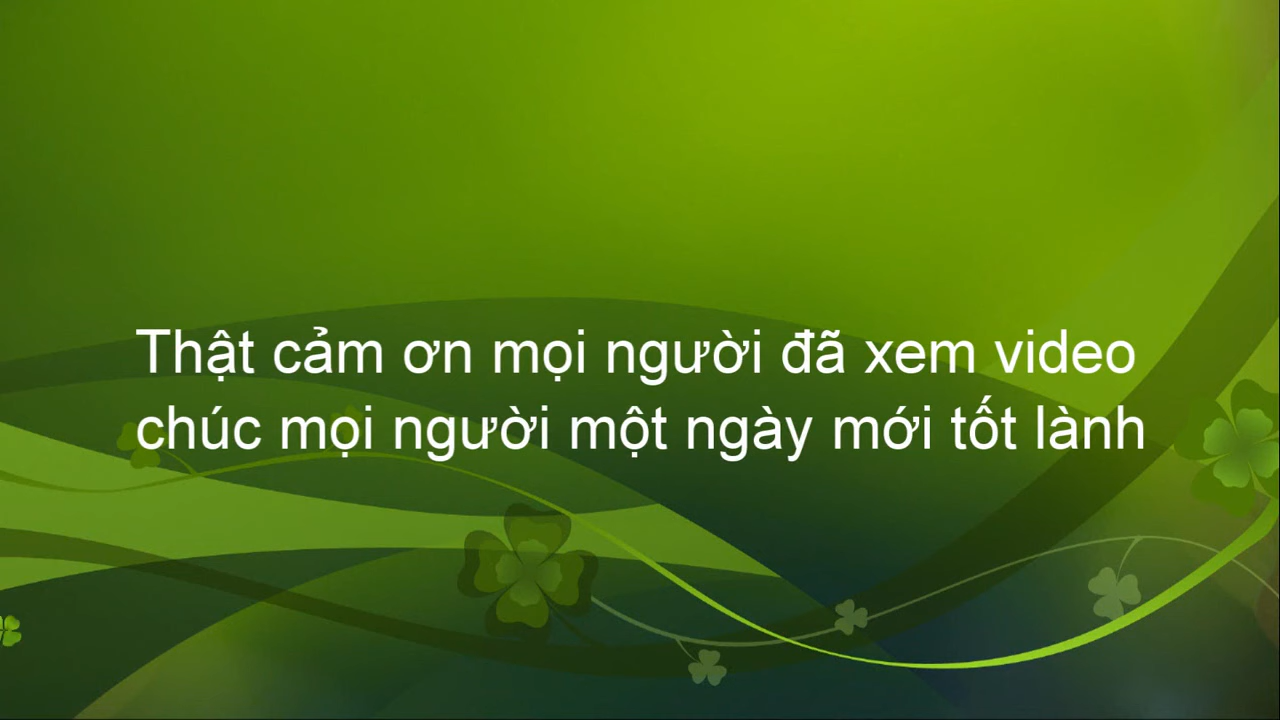 Thật cảm ơn mọi người đã xem video
chúc mọi người một ngày mới tốt lành